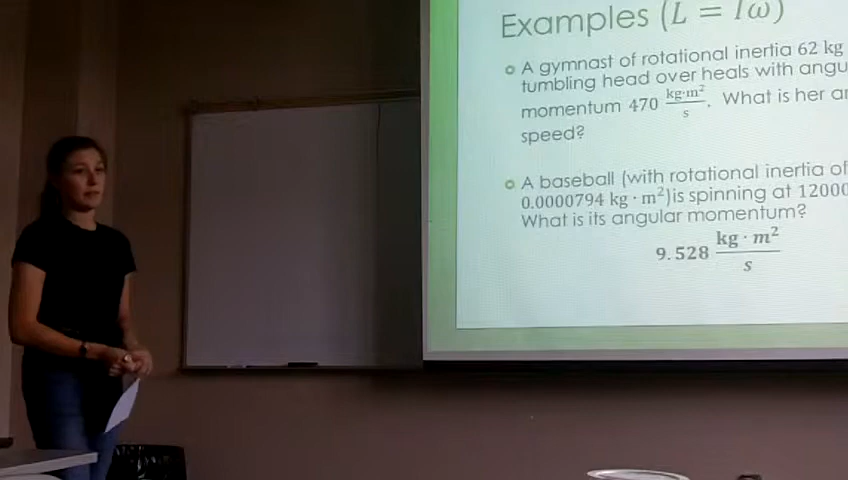 Examples (L = Iω)
A gymnast of rotational inertia 62 kg
tumbling head over heals with angu
momentum 470 kg·m²/s. What is her an
speed?
A baseball (with rotational inertia of
0.0000794 kg · m²)is spinning at 12000
What is its angular momentum?
9.528 kg · m²/s